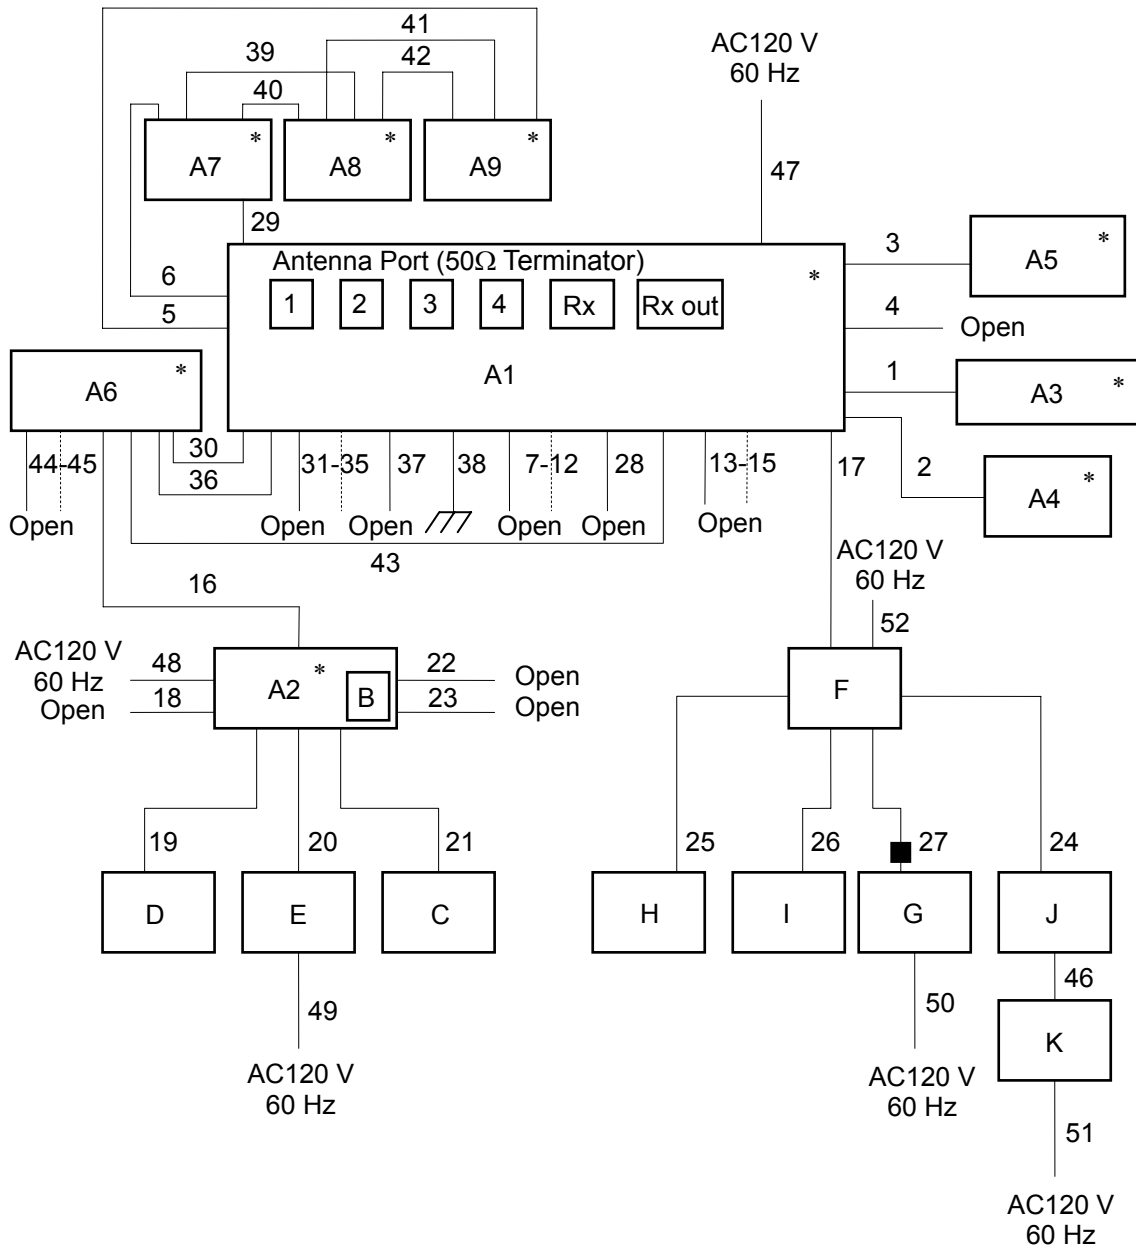 41
39
42
40
AC120 V
60 Hz
A7 *
A8 *
A9 *
47
29
3
A5 *
Antenna Port (50Ω Terminator)
*
6
1 2 3 4 Rx Rx out
5
4
Open
A6 *
A1
1
A3 *
44-45
30
31-35
37
38
7-12
28
13-15
17
2
36
A4 *
Open
Open
Open
Open
Open
Open
43
AC120 V
60 Hz
16
52
AC120 V
60 Hz
48
A2 *
B
22
Open
F
Open
18
23
Open
19
20
21
25
26
27
24
D
E
C
H
I
G
J
46
49
50
K
AC120 V
60 Hz
AC120 V
60 Hz
51
AC120 V
60 Hz